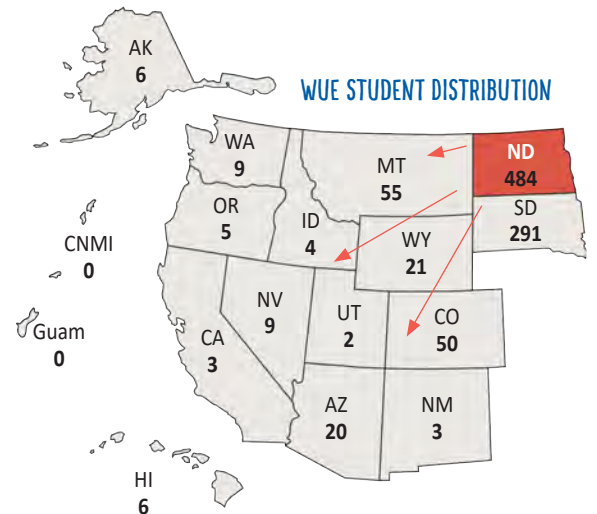 AK
6
WUE STUDENT DISTRIBUTION
WA
9
MT
55
ND
484
OR
5
ID
4
SD
291
CNMI
0
WY
21
NV
9
UT
2
CO
50
Guam
0
CA
3
AZ
20
NM
3
HI
6